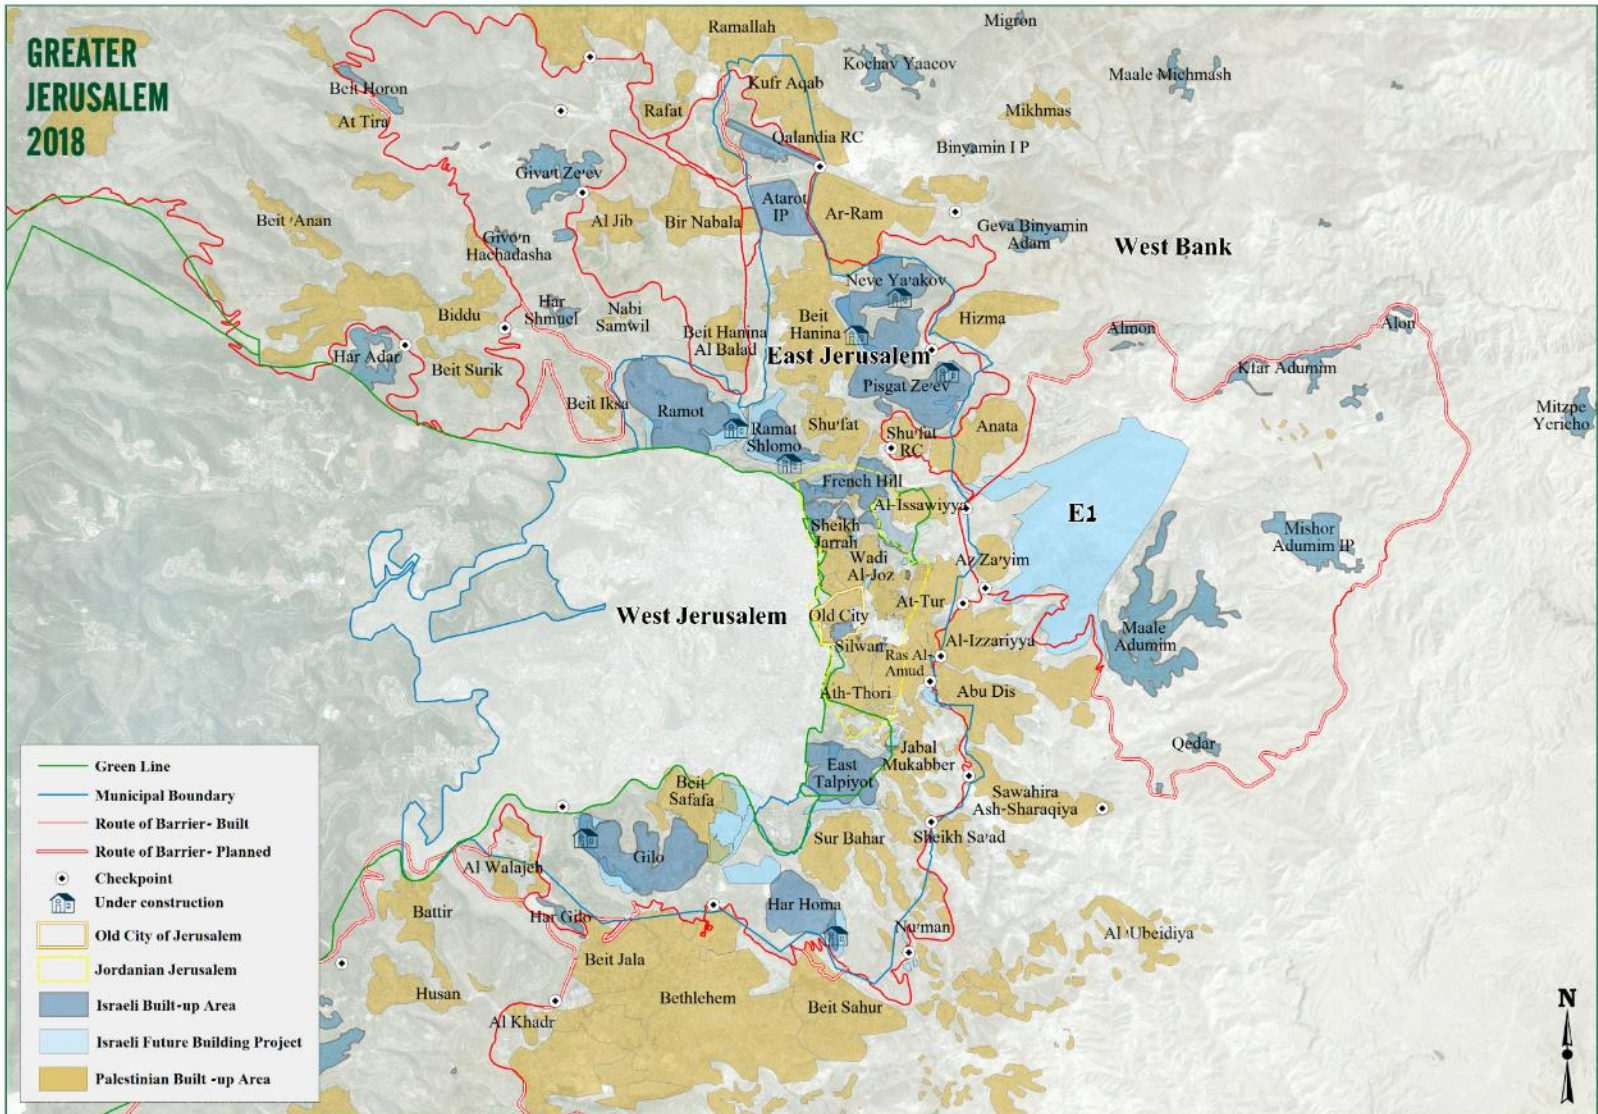 GREATER
JERUSALEM
2018
Ramallah
Migron
Kochav Yaacov
Maale Michmash
Kufr Aqab
Beit Horon
At Tira
Rafat
Mikhmas
Qalandia RC
Binyamin I P
Giva't Ze'ev
Atarot
IP
Ar-Ram
Beit 'Anan
Al Jib
Bir Nabala
Geva Binyamin
Adam
West Bank
Givo'n
Hachadasha
Neve Ya'akov
Har
Shmuel
Nabi
Samwil
Biddu
Beit
Hanina
Hizma
Beit Hanina
Al Balad
Almon
Alon
East Jerusalem
Har Adar
Beit Surik
Klar Adumim
Pisgat Ze'ev
Beit Iksa
Ramot
Mitzpe
Yericho
Ramat
Shlomo
Shu'fat
Shu'fat
RC
Anata
French Hill
Al-Issawiyya
E1
Sheikh
Jarrah
Mishor
Adumim IP
Wadi
Al-Joz
Az Za'yim
At-Tur
West Jerusalem
Old City
Silwan
Al-Izzariyya
Maale
Adumim
Ras Al-
Amud
Ath-Thori
Abu Dis
Qedar
Jabal
Mukabber
East
Talpiyot
Beit
Safafa
Sawahira
Ash-Sharaqiya
Sur Bahar
Sheikh Sa'ad
Gilo
Al Walajeh
Har Homa
Battir
Har Gilo
Nu'man
Al 'Ubeidiya
Beit Jala
Husan
Bethlehem
Beit Sahur
Al Khadr
Green Line
Municipal Boundary
Route of Barrier- Built
Route of Barrier- Planned
Checkpoint
Under construction
Old City of Jerusalem
Jordanian Jerusalem
Israeli Built-up Area
Israeli Future Building Project
Palestinian Built -up Area
N